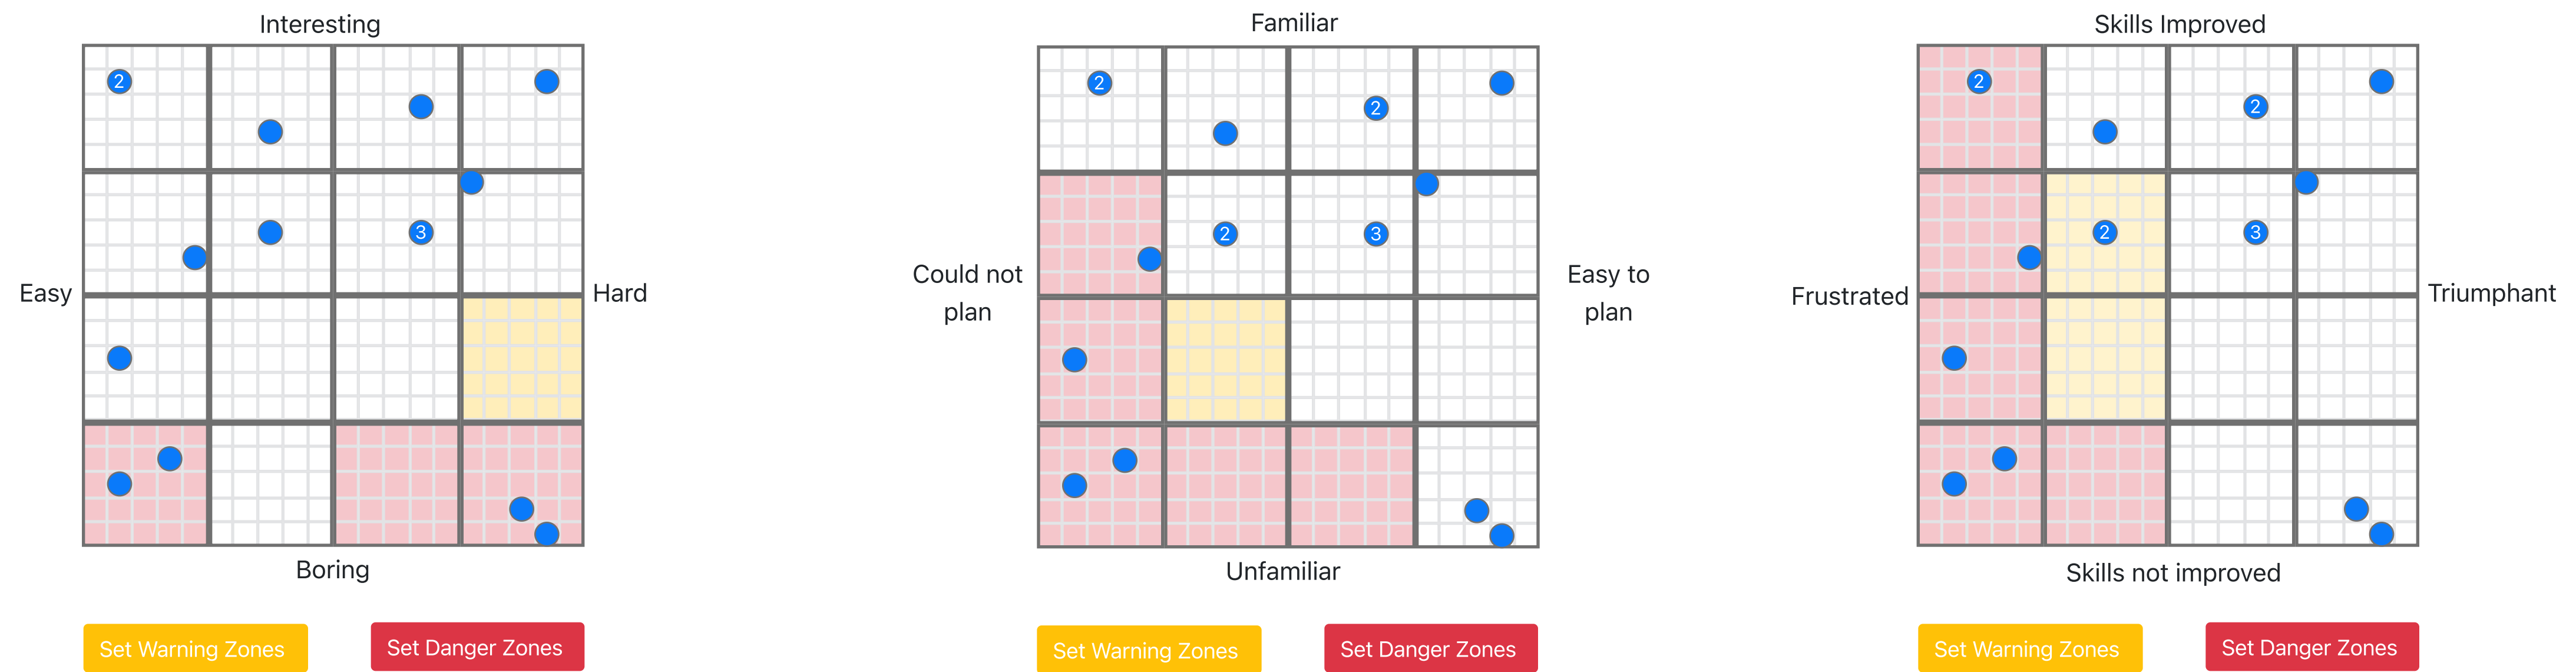 Interesting
2
3
Easy
Hard
Boring
Set Warning Zones
Set Danger Zones
Familiar
2
2
2
3
Could not
plan
Easy to
plan
Unfamiliar
Set Warning Zones
Set Danger Zones
Skills Improved
2
2
2
3
Frustrated
Triumphant
Skills not improved
Set Warning Zones
Set Danger Zones